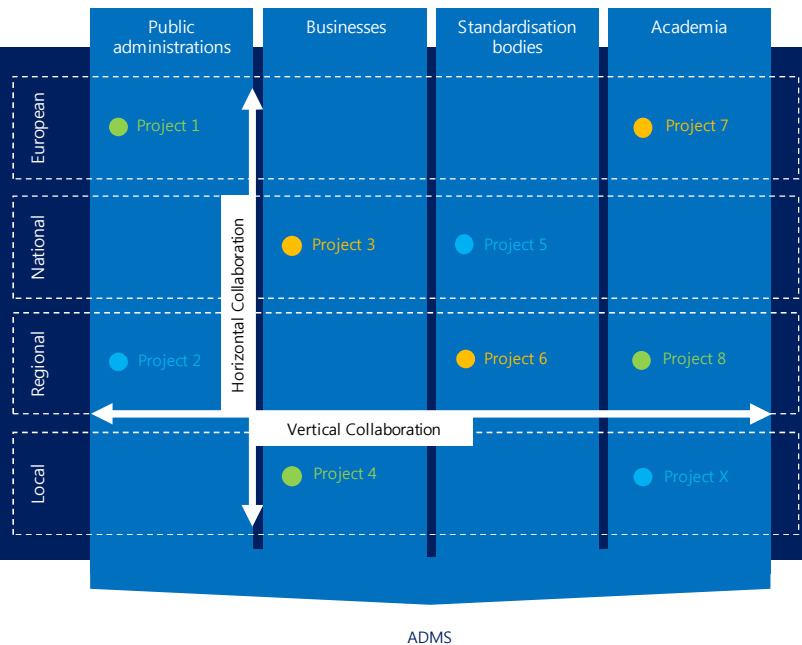 Public
administrations
Businesses
Standardisation
bodies
Academia
European
Project 1
Project 7
National
Project 3
Project 5
Horizontal Collaboration
Regional
Project 2
Project 6
Project 8
Vertical Collaboration
Local
Project 4
Project X
ADMS